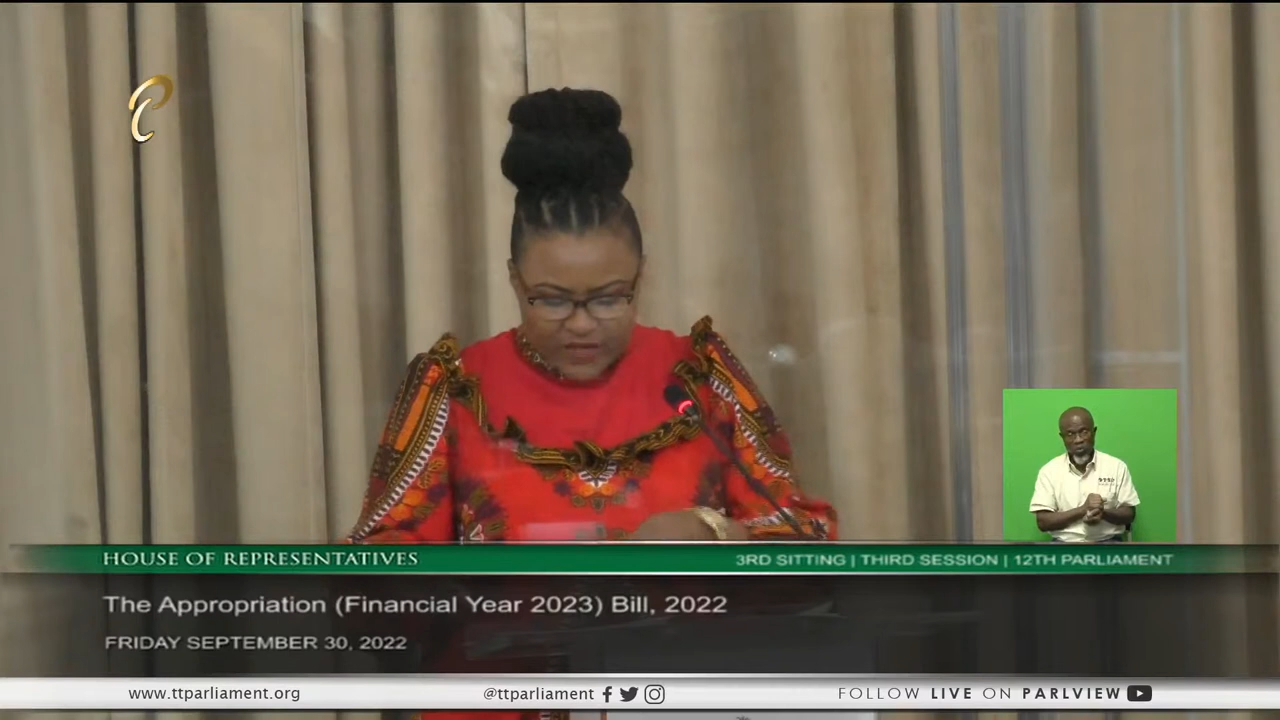 HOUSE OF REPRESENTATIVES
3RD SITTING | THIRD SESSION | 12TH PARLIAMENT
The Appropriation (Financial Year 2023) Bill, 2022
FRIDAY SEPTEMBER 30, 2022
www.ttparliament.org
@ttparliament
FOLLOW LIVE ON PARLVIEW